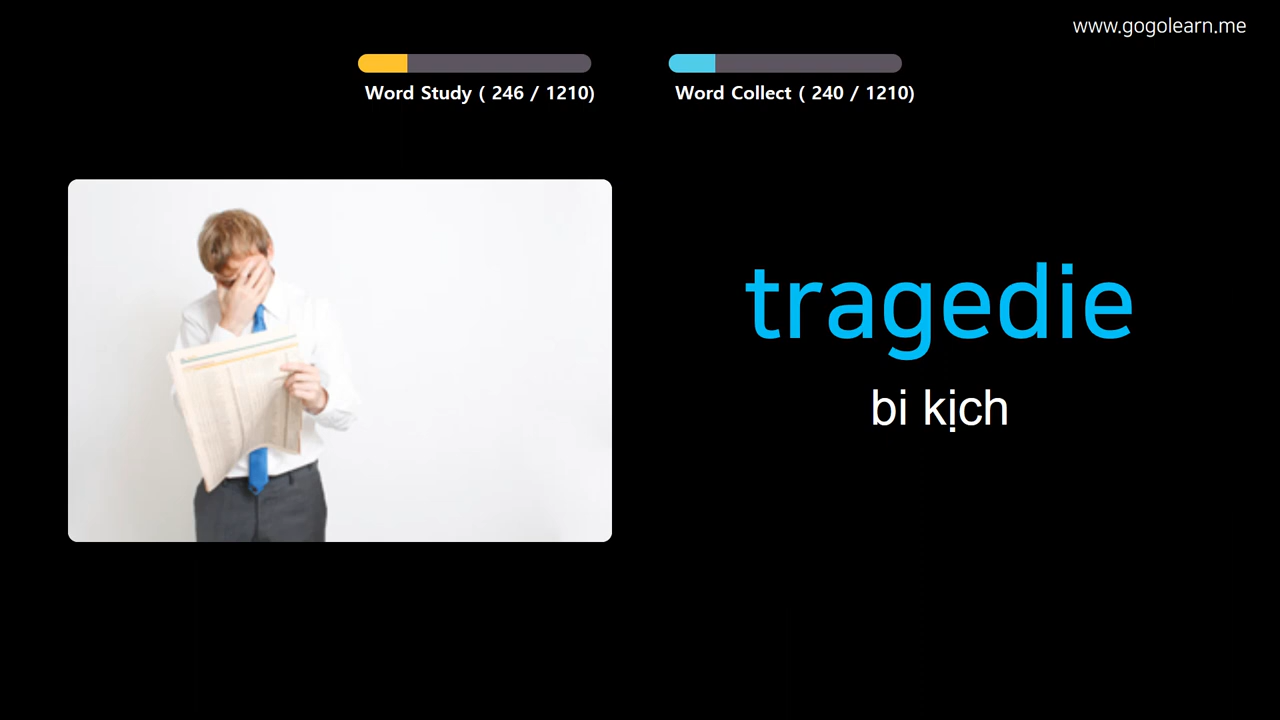 www.gogolearn.me
Word Study ( 246 / 1210)
Word Collect ( 240 / 1210)
tragedie
bi kịch